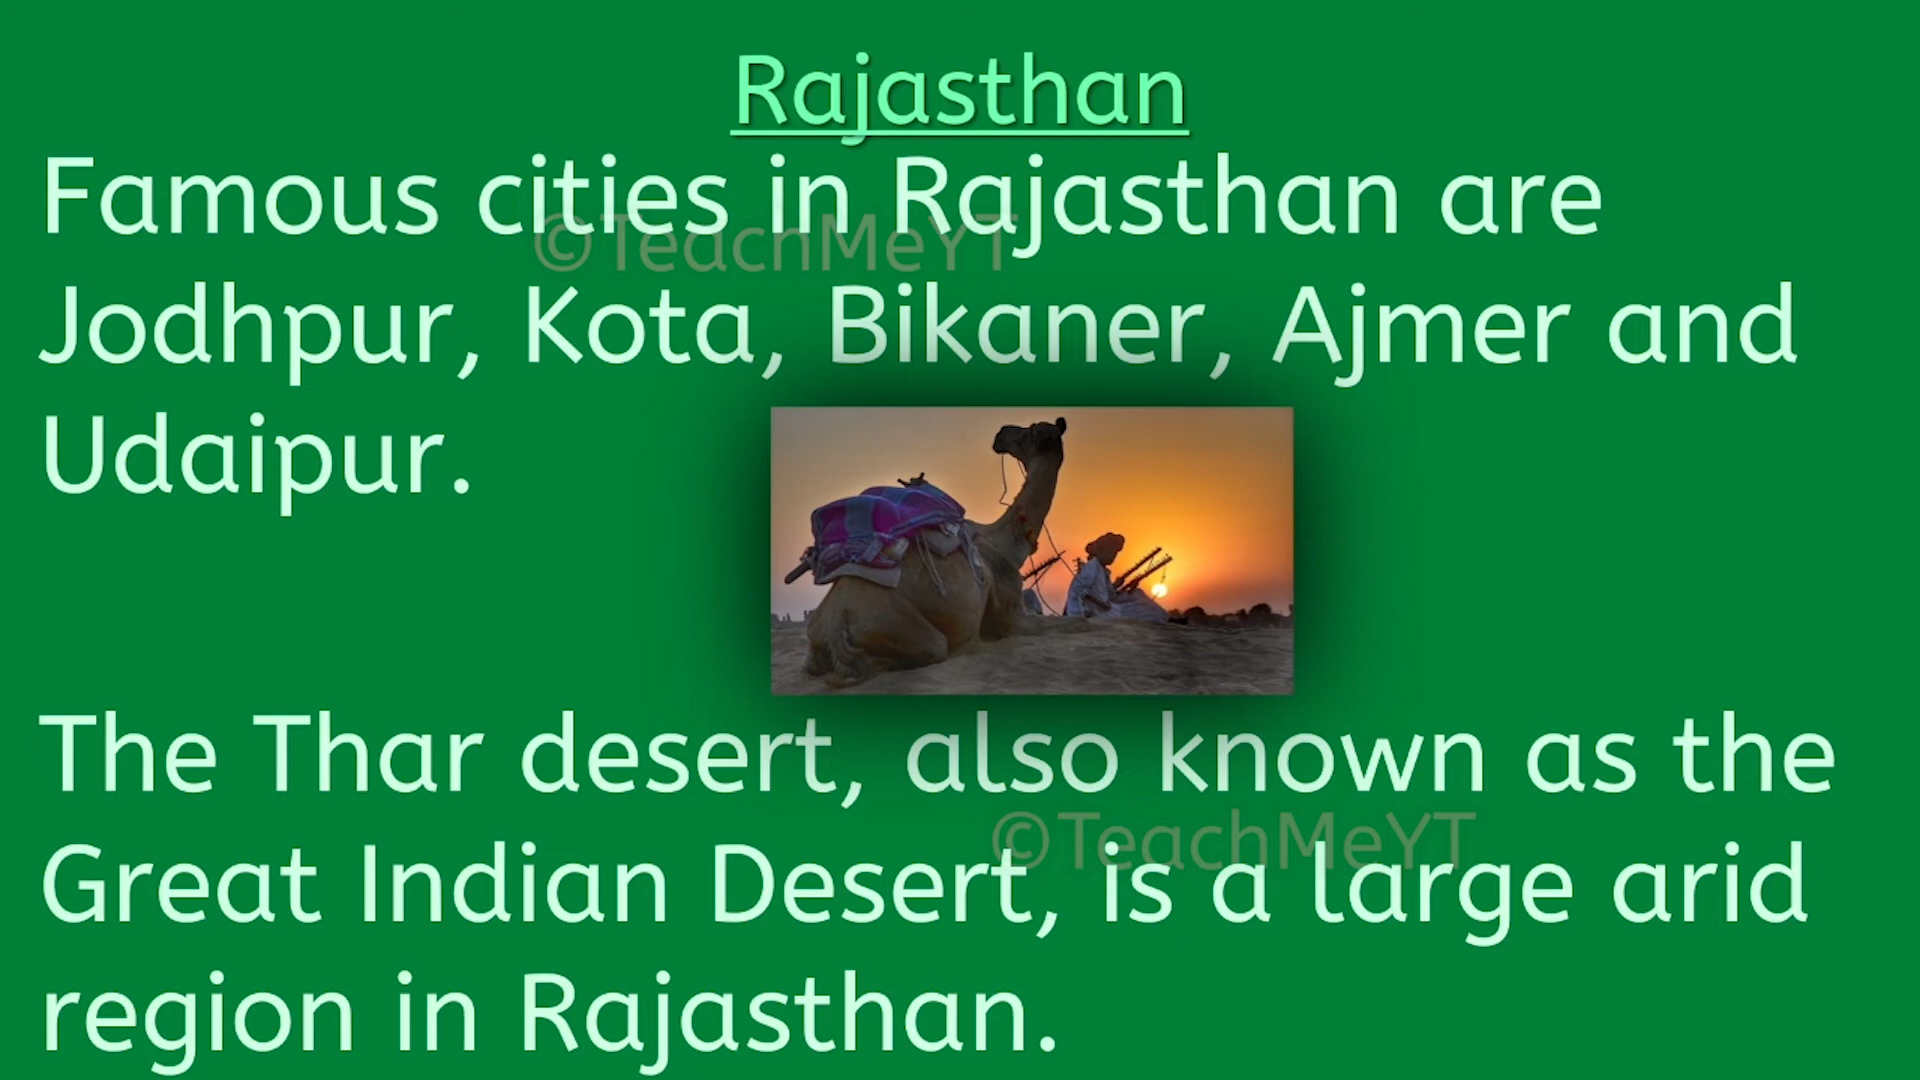 Rajasthan
Famous cities in Rajasthan are
©TeachMeYT
Jodhpur, Kota, Bikaner, Ajmer and
Udaipur.
The Thar desert, also known as the
©TeachMeYT
Great Indian Desert, is a large arid
region in Rajasthan.